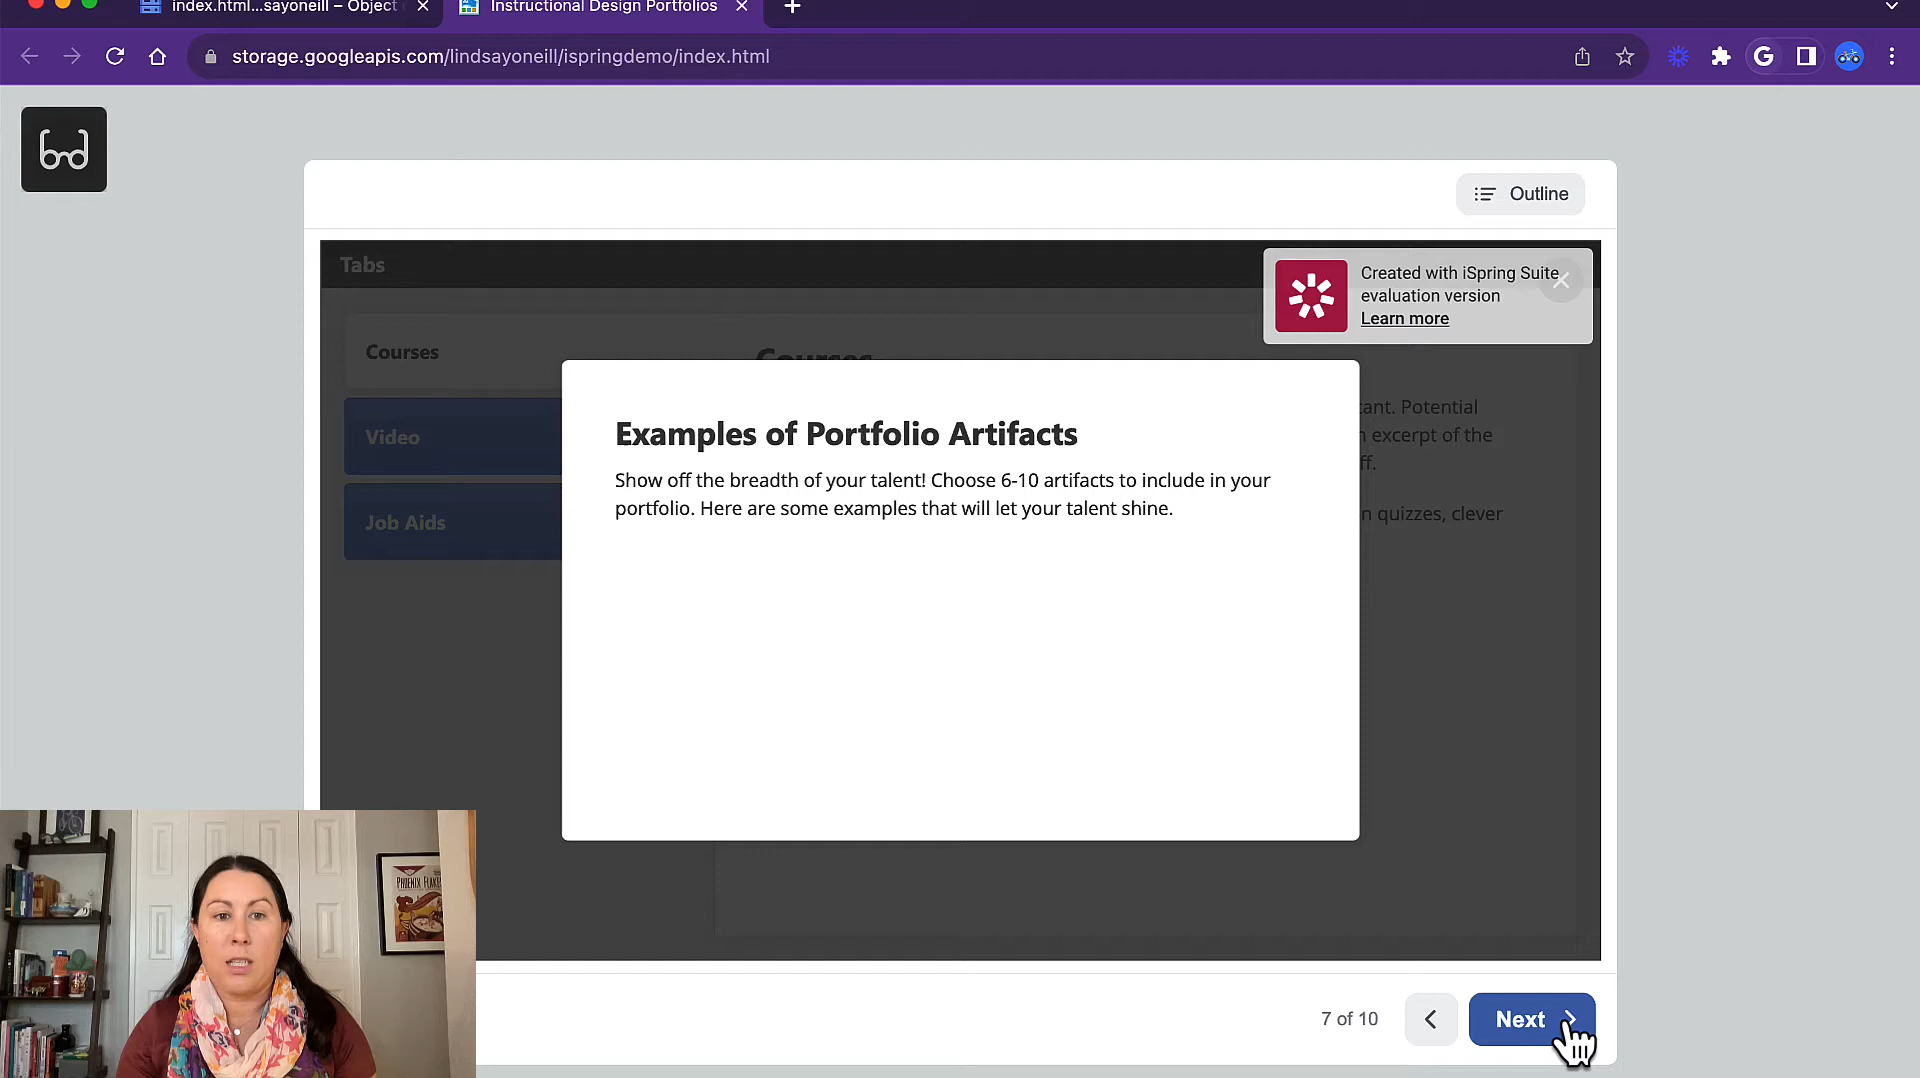 index.html...sayoneill – Object
Instructional Design Portfolios
storage.googleapis.com/lindsayoneill/ispringdemo/index.html
Outline
Tabs
Created with iSpring Suite
evaluation version
Learn more
Courses
Courses
Video
Job Aids
tant. Potential
n excerpt of the
ff.
n quizzes, clever
Examples of Portfolio Artifacts
Show off the breadth of your talent! Choose 6-10 artifacts to include in your
portfolio. Here are some examples that will let your talent shine.
PHOENIX FLAKES
7 of 10
Next